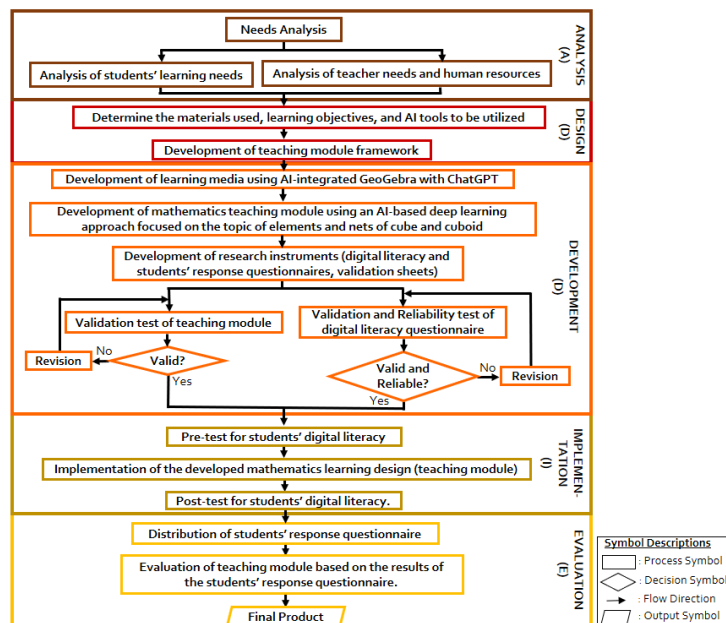 Needs Analysis
Analysis of students' learning needs
Analysis of teacher needs and human resources
ANALYSIS
(A)
Determine the materials used, learning objectives, and AI tools to be utilized
Development of teaching module framework
DESIGN
(D)
Development of learning media using AI-integrated GeoGebra with ChatGPT
Development of mathematics teaching module using an AI-based deep learning
approach focused on the topic of elements and nets of cube and cuboid
Development of research instruments (digital literacy and
students' response questionnaires, validation sheets)
Validation test of teaching module
Validation and Reliability test of
digital literacy questionnaire
Revision
No
Valid?
Yes
Valid and
Reliable?
No
Revision
Yes
DEVELOPMENT
(D)
Pre-test for students' digital literacy
Implementation of the developed mathematics learning design (teaching module)
Post-test for students' digital literacy.
IMPLEMEN-
TATION
(I)
Distribution of students' response questionnaire
Evaluation of teaching module based on the results of
the students' response questionnaire.
Final Product
EVALUATION
(E)
Symbol Descriptions
: Process Symbol
: Decision Symbol
: Flow Direction
: Output Symbol